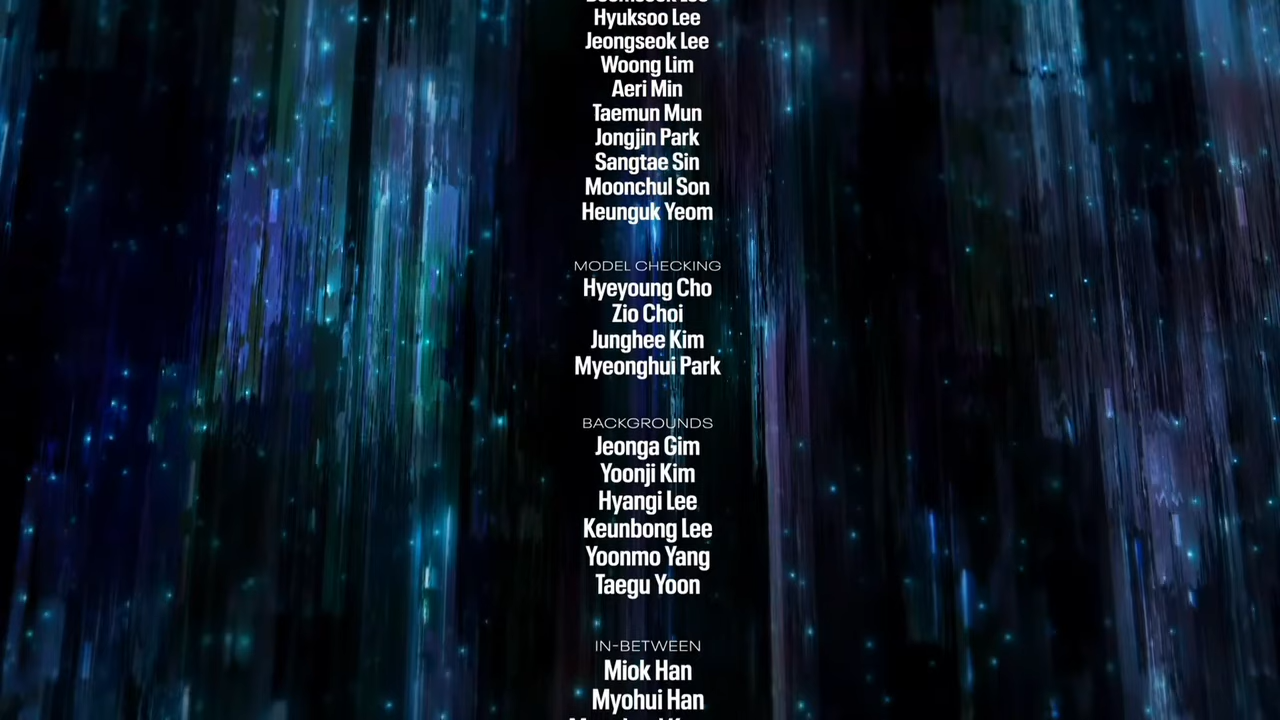 Hyuksoo Lee
Jeongseok Lee
Woong Lim
Aeri Min
Taemun Mun
Jongjin Park
Sangtae Sin
Moonchul Son
Heunguk Yeom
MODEL CHECKING
Hyeyoung Cho
Zio Choi
Junghee Kim
Myeonghui Park
BACKGROUNDS
Jeonga Gim
Yoonji Kim
Hyangi Lee
Keunbong Lee
Yoonmo Yang
Taegu Yoon
IN-BETWEEN
Miok Han
Myohui Han